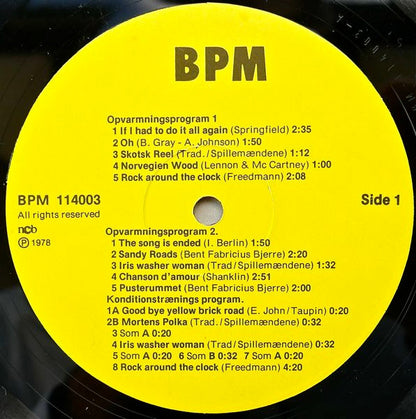 BPM
Opvarmningsprogram 1
1 If I had to do it all again (Springfield) 2:35
2 Oh (B. Gray - A. Johnson) 1:50
3 Skotsk Reel (Trad./Spillemændene) 1:12
4 Norvegien Wood (Lennon & Mc Cartney) 1:00
5 Rock around the clock (Freedmann) 2:08
BPM 114003
All rights reserved
ncb
Ⓟ 1978
Side 1
Opvarmningsprogram 2.
1 The song is ended (I. Berlin) 1:50
2 Sandy Roads (Bent Fabricius Bjerre) 0:20
3 Iris washer woman (Trad/Spillemændene) 0:32
4 Chanson d'amour (Shanklin) 2:51
5 Pusterummet (Bent Fabricius Bjerre) 0:20
Konditionstrænings program.
1A Good bye yellow brick road (E. John/Taupin) 0:20
2B Mortens Polka (Trad./Spillemændene) 0:32
3 Som A 0:20
4 Iris washer woman (Trad./Spillemændene) 0:32
5 Som A 0:20 6 Som B 0:32 7 Som A 0:20
8 Rock around the clock (Freedmann) 4:20